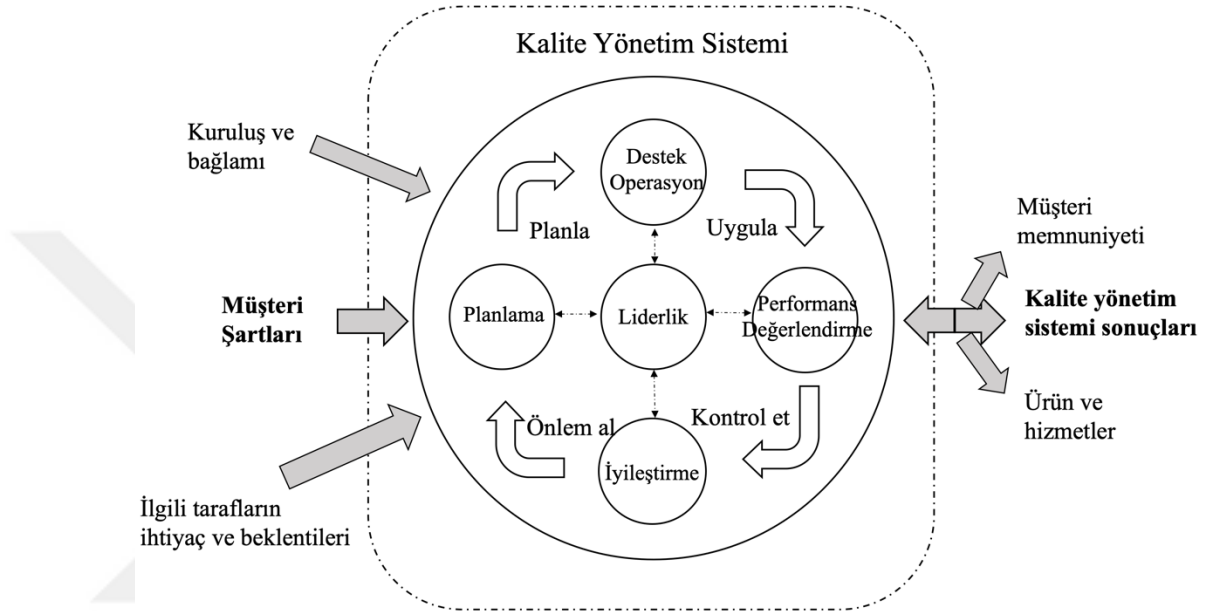 Kalite Yönetim Sistemi
Kuruluş ve
bağlamı
Destek
Operasyon
Planla
Uygula
Müşteri
memnuniyeti
Müşteri
Şartları
Planlama
Liderlik
Performans
Değerlendirme
Kalite yönetim
sistemi sonuçları
Önlem al
Kontrol et
İyileştirme
Ürün ve
hizmetler
İlgili tarafların
ihtiyaç ve beklentileri